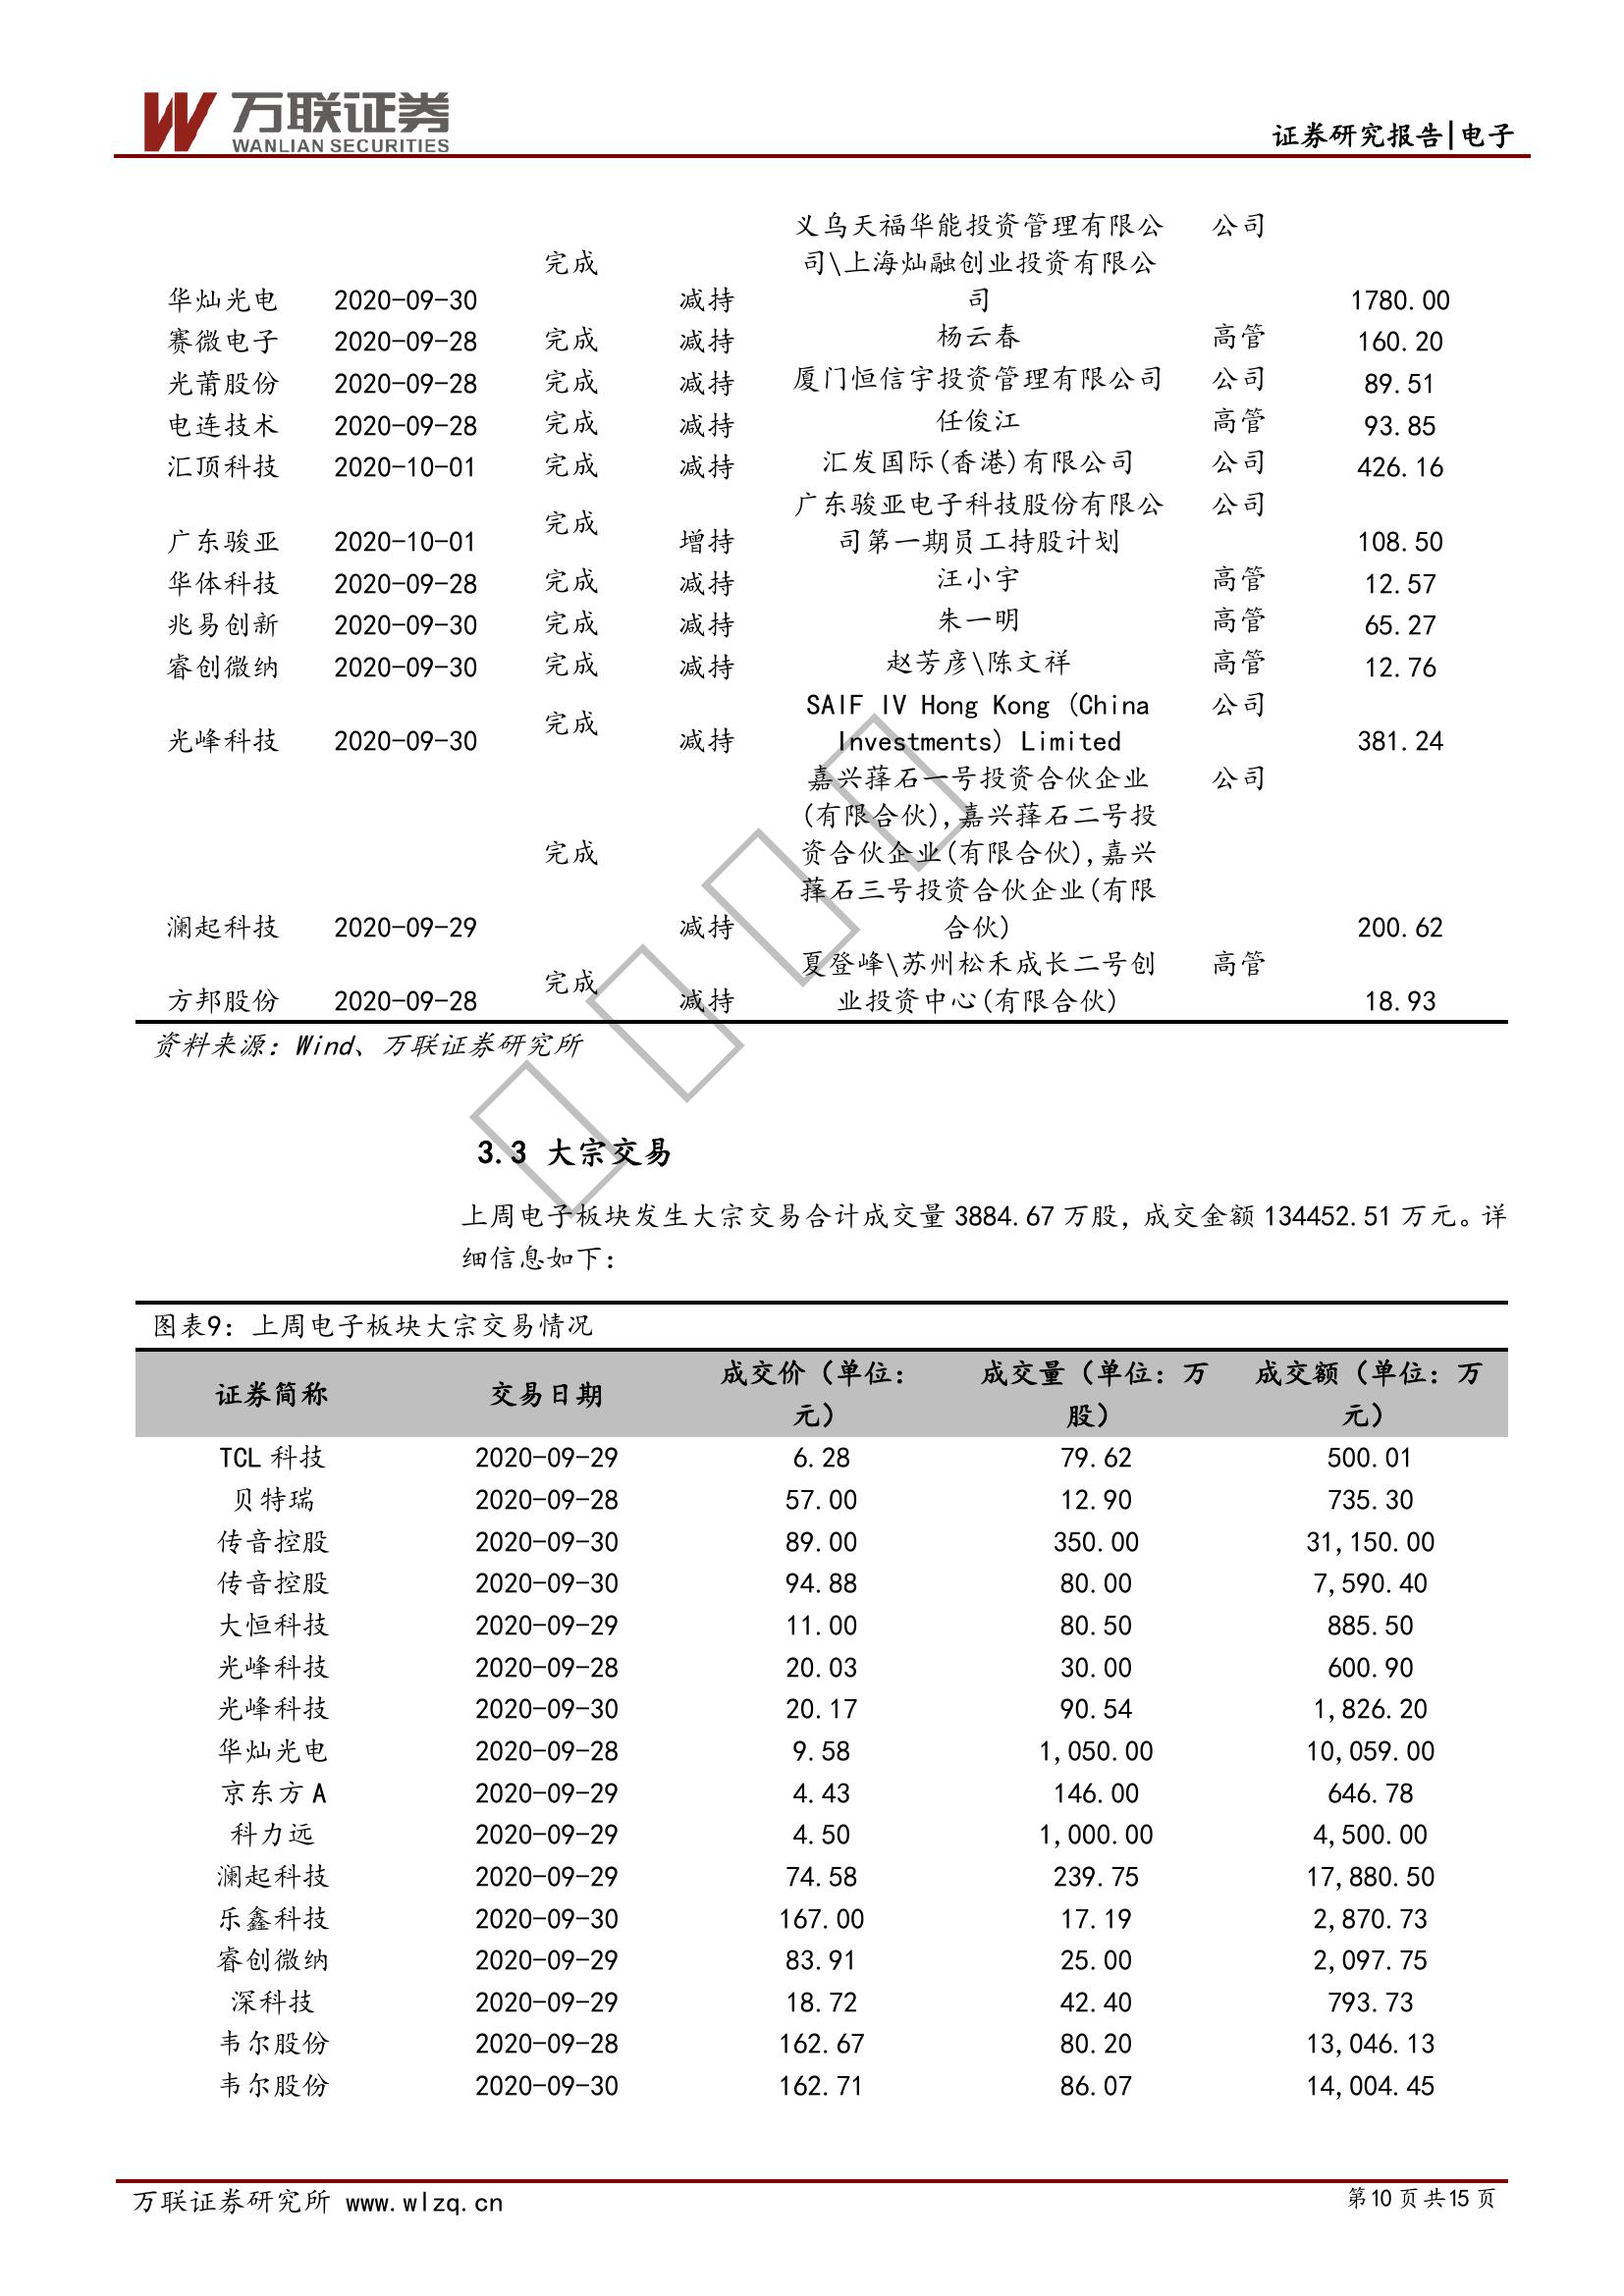 万联证券
WANLIAN SECURITIES
证券研究报告|电子
义乌天福华能投资管理有限公 公司
完成 司\上海灿融创业投资有限公
华灿光电 2020-09-30 减持 司 1780.00
赛微电子 2020-09-28 完成 减持 杨云春 高管 160.20
光莆股份 2020-09-28 完成 减持 厦门恒信宇投资管理有限公司 公司 89.51
电连技术 2020-09-28 完成 减持 任俊江 高管 93.85
汇顶科技 2020-10-01 完成 减持 汇发国际(香港)有限公司 公司 426.16
完成 广东骏亚电子科技股份有限公 公司
广东骏亚 2020-10-01 增持 司第一期员工持股计划 108.50
华体科技 2020-09-28 完成 减持 汪小宇 高管 12.57
兆易创新 2020-09-30 完成 减持 朱一明 高管 65.27
睿创微纳 2020-09-30 完成 减持 赵芳彦\陈文祥 高管 12.76
完成 SAIF IV Hong Kong (China 公司
光峰科技 2020-09-30 减持 Investments) Limited 381.24
嘉兴萚石一号投资合伙企业 公司
(有限合伙),嘉兴萚石二号投
完成 资合伙企业(有限合伙),嘉兴
萚石三号投资合伙企业(有限
澜起科技 2020-09-29 减持 合伙) 200.62
完成 夏登峰\苏州松禾成长二号创 高管
方邦股份 2020-09-28 减持 业投资中心(有限合伙) 18.93
资料来源：Wind、万联证券研究所
3.3 大宗交易
上周电子板块发生大宗交易合计成交量 3884.67 万股，成交金额 134452.51 万元。详
细信息如下：
图表9：上周电子板块大宗交易情况
证券简称 交易日期 成交价（单位：元） 成交量（单位：万股） 成交额（单位：万元）
TCL 科技 2020-09-29 6.28 79.62 500.01
贝特瑞 2020-09-28 57.00 12.90 735.30
传音控股 2020-09-30 89.00 350.00 31,150.00
传音控股 2020-09-30 94.88 80.00 7,590.40
大恒科技 2020-09-29 11.00 80.50 885.50
光峰科技 2020-09-28 20.03 30.00 600.90
光峰科技 2020-09-30 20.17 90.54 1,826.20
华灿光电 2020-09-28 9.58 1,050.00 10,059.00
京东方 A 2020-09-29 4.43 146.00 646.78
科力远 2020-09-29 4.50 1,000.00 4,500.00
澜起科技 2020-09-29 74.58 239.75 17,880.50
乐鑫科技 2020-09-30 167.00 17.19 2,870.73
睿创微纳 2020-09-29 83.91 25.00 2,097.75
深科技 2020-09-29 18.72 42.40 793.73
韦尔股份 2020-09-28 162.67 80.20 13,046.13
韦尔股份 2020-09-30 162.71 86.07 14,004.45
万联证券研究所 www.wlzq.cn
第10页共15页